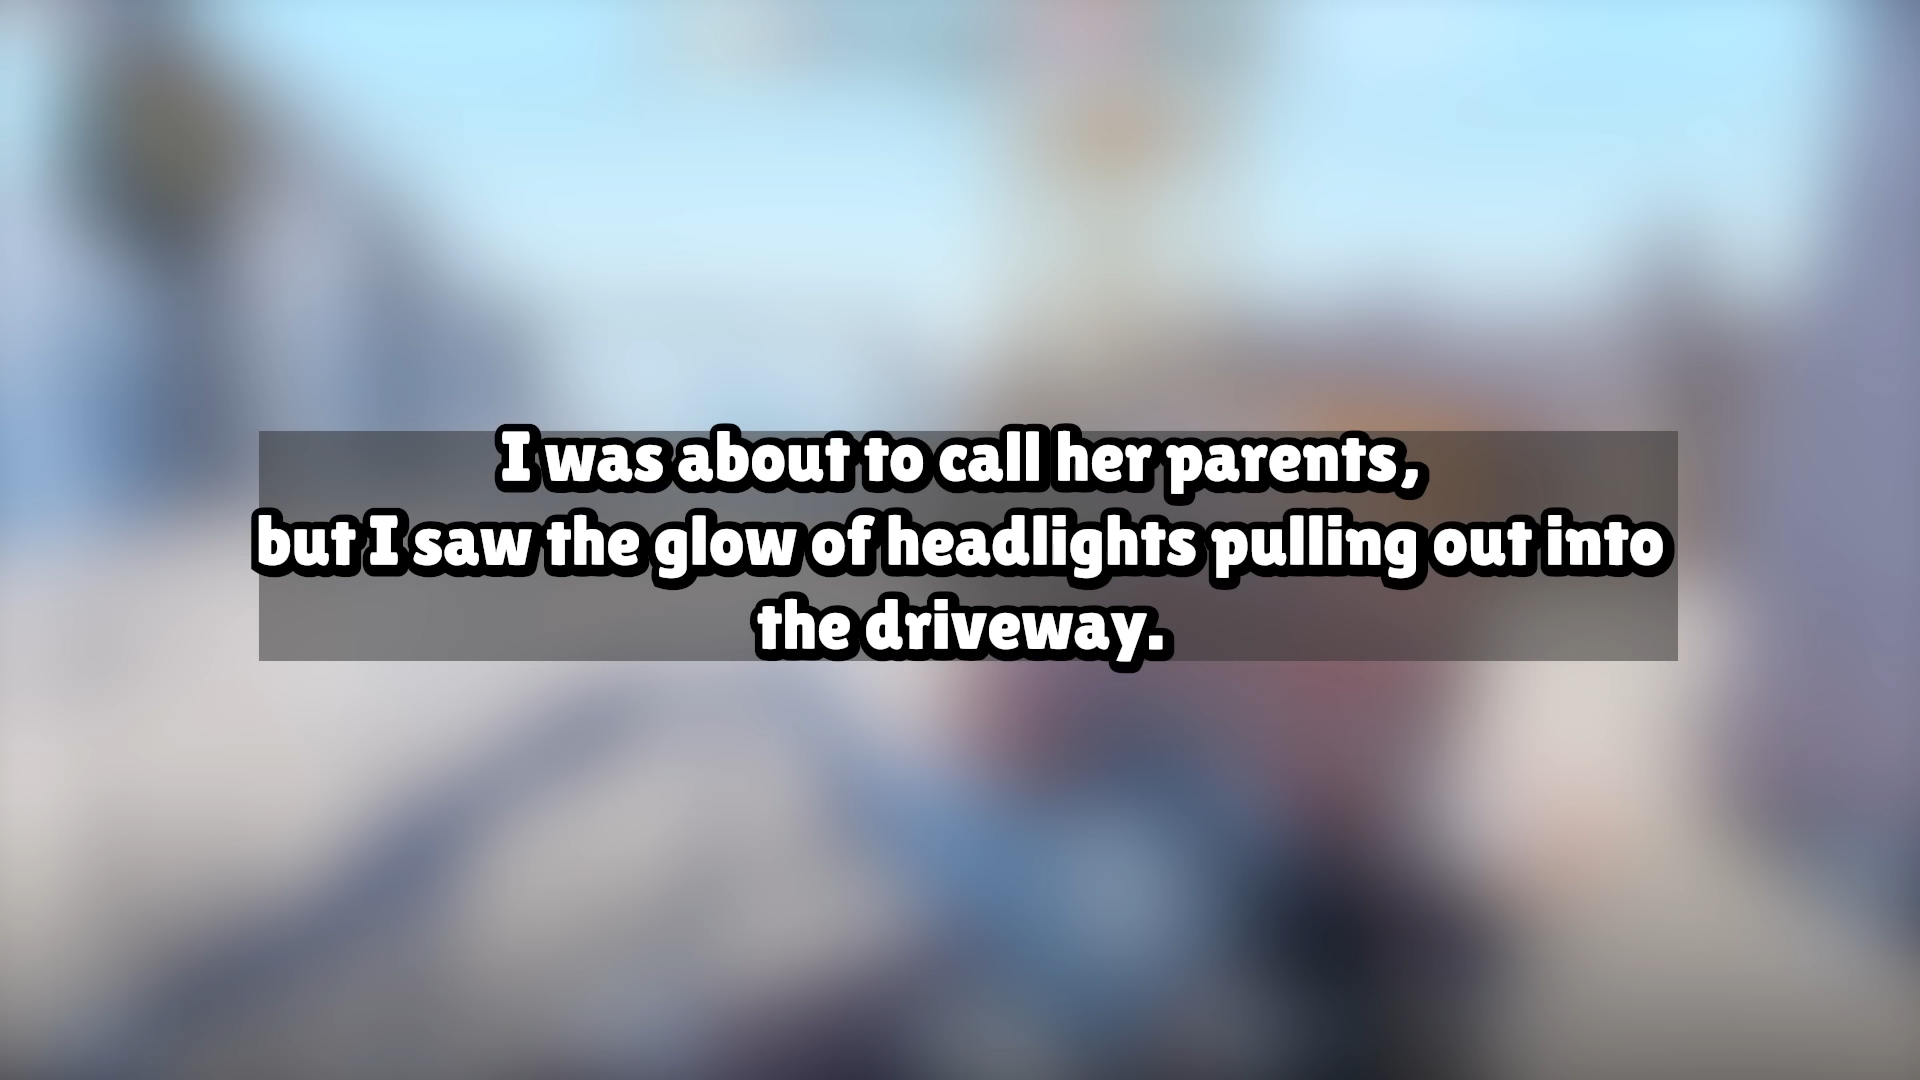 I was about to call her parents,
but I saw the glow of headlights pulling out into
the driveway.